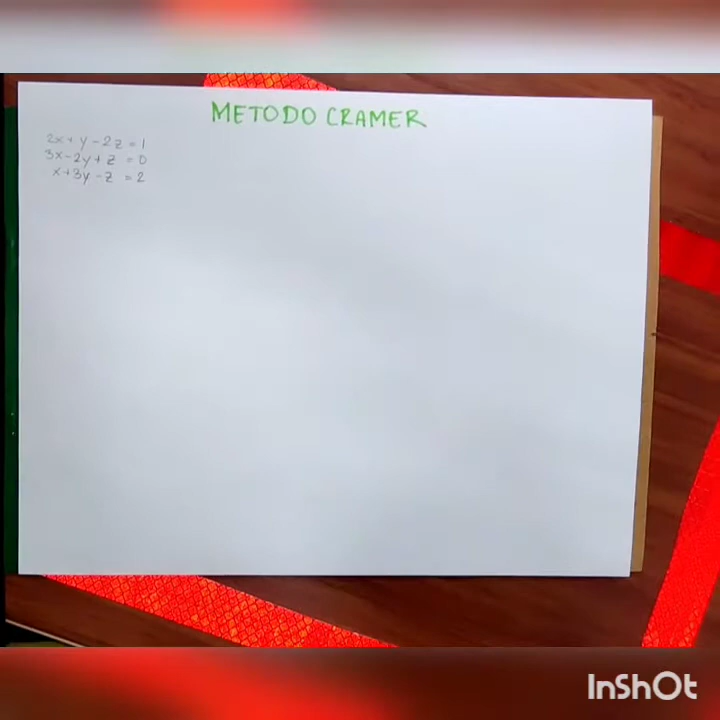 METODO CRAMER
2x+y-2z=1
3x-2y+z=0
x+3y-z=2
InShOt